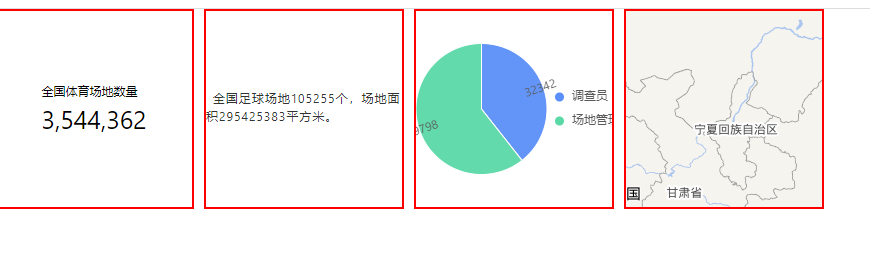 全国体育场地数量
3,544,362
全国足球场地105255个，场地面
积295425383平方米。
32342
9798
调查员
场地管理
宁夏回族自治区
国
甘肃省